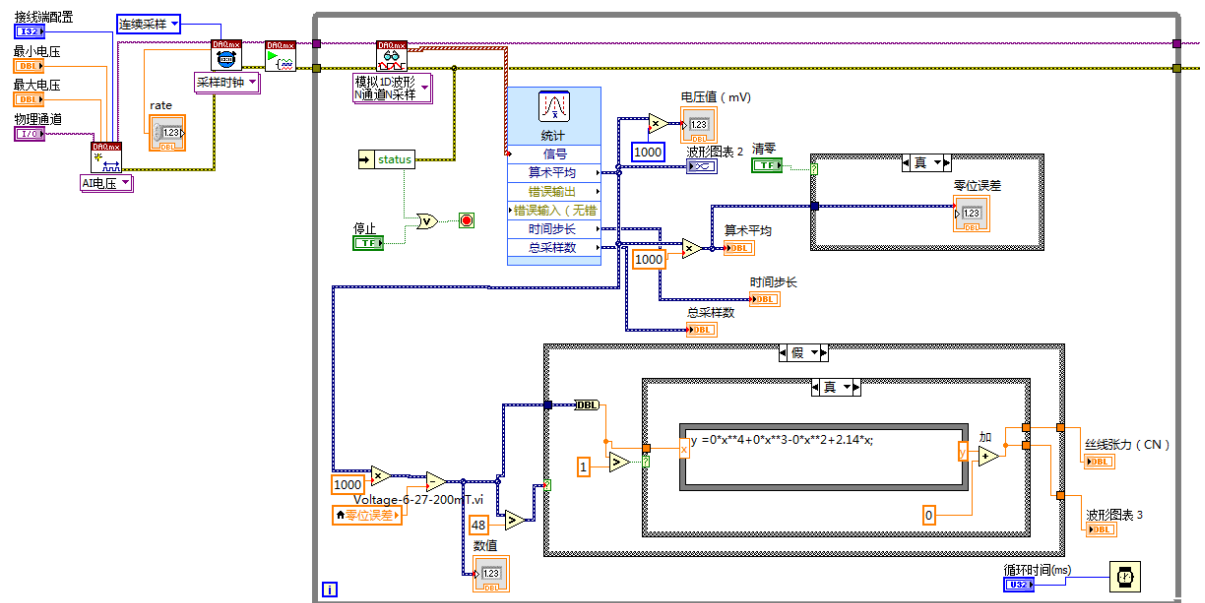 接线端配置
I32
连续采样
最小电压
DBL
最大电压
DBL
物理通道
I/O
DAQmx
AI电压
DAQmx
采样时钟
DAQmx
rate
1.23
DBL
DAQmx
模拟1D波形
N通道N采样
status
停止
TF
统计
信号
算术平均
错误输出
错误输入（无错
时间步长
总采样数
1000
电压值（mV)
1.23
DBL
波形图表 2
清零
TF
真
零位误差
1.23
DBL
1000
算术平均
DBL
时间步长
DBL
总采样数
DBL
假
真
DBL
1
y =0*x**4+0*x**3-0*x**2+2.14*x;
x
y
加
0
丝线张力（CN）
DBL
波形图表 3
DBL
1000
Voltage-6-27-200mT.vi
零位误差
48
数值
1.23
DBL
循环时间(ms)
U32
i